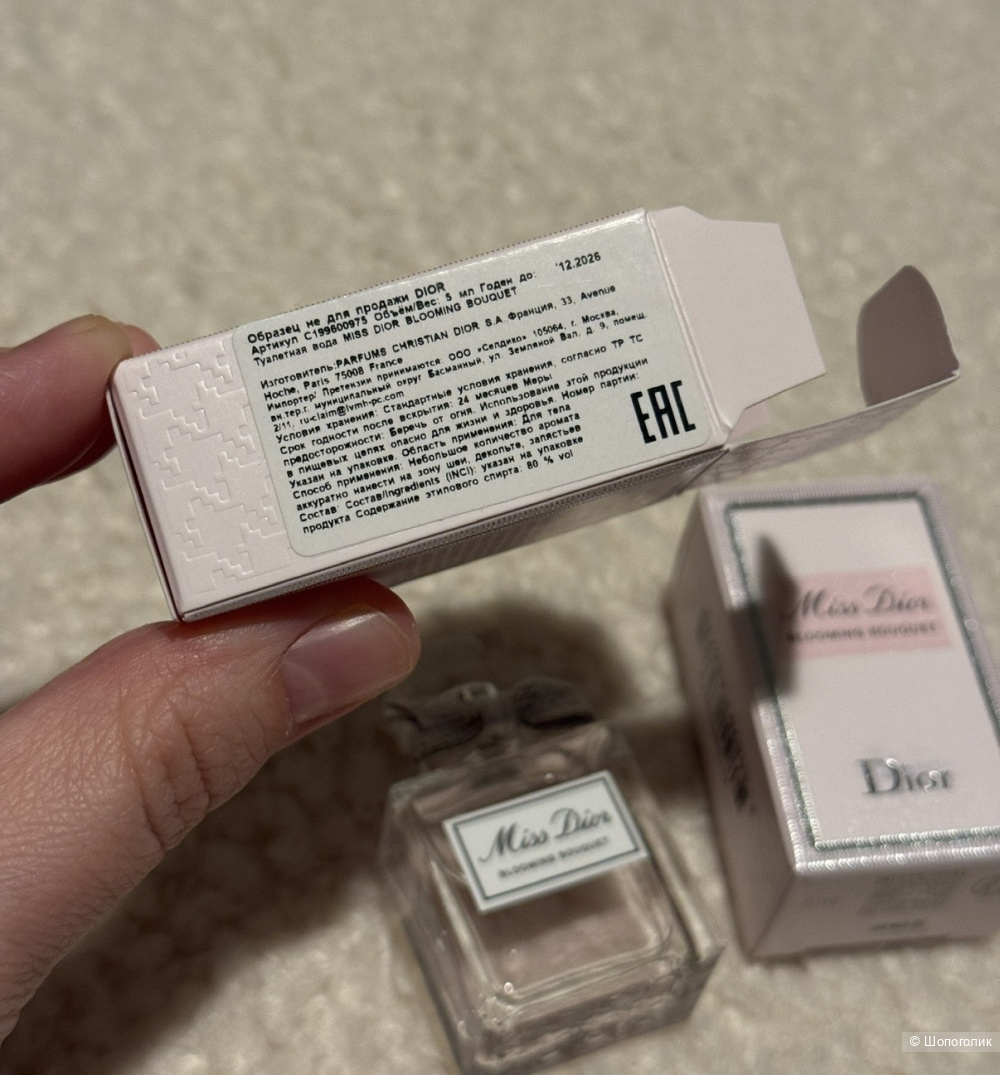 Образец не для продажи DIOR
Артикул C199600975 Объём/Вес: 5 мл Годен до: '12.2026
Туалетная вода MISS DIOR BLOOMING BOUQUET
Изготовитель:PARFUMS CHRISTIAN DIOR S.A. Франция, 33, Avenue
Hoche, Paris 75008 France
Импортер/ Претензии принимаются: ООО «Селдико» 105064, г. Москва,
вн.тер.г. муниципальный округ Басманный, ул. Земляной Вал, д. 9, помещ.
2/11, ru-claim@lvmh-pc.com
Условия хранения: Стандартные условия хранения, согласно ТР ТС
Срок годности после вскрытия: 24 месяцев Меры
предосторожности: Беречь от огня. Использование этой продукции
в пищевых целях опасно для жизни и здоровья. Номер партии:
Указан на упаковке. Область применения: Для тела
Способ применения: Небольшое количество аромата
аккуратно нанести на зону шеи, декольте, запястьев
Состав: Состав/Ingredients (INCI): указан на упаковке
продукта Содержание этилового спирта: 80 % vol
EAC
Miss Dior
BLOOMING BOUQUET
Dior
Miss Dior
BLOOMING BOUQUET
© Шопоголик